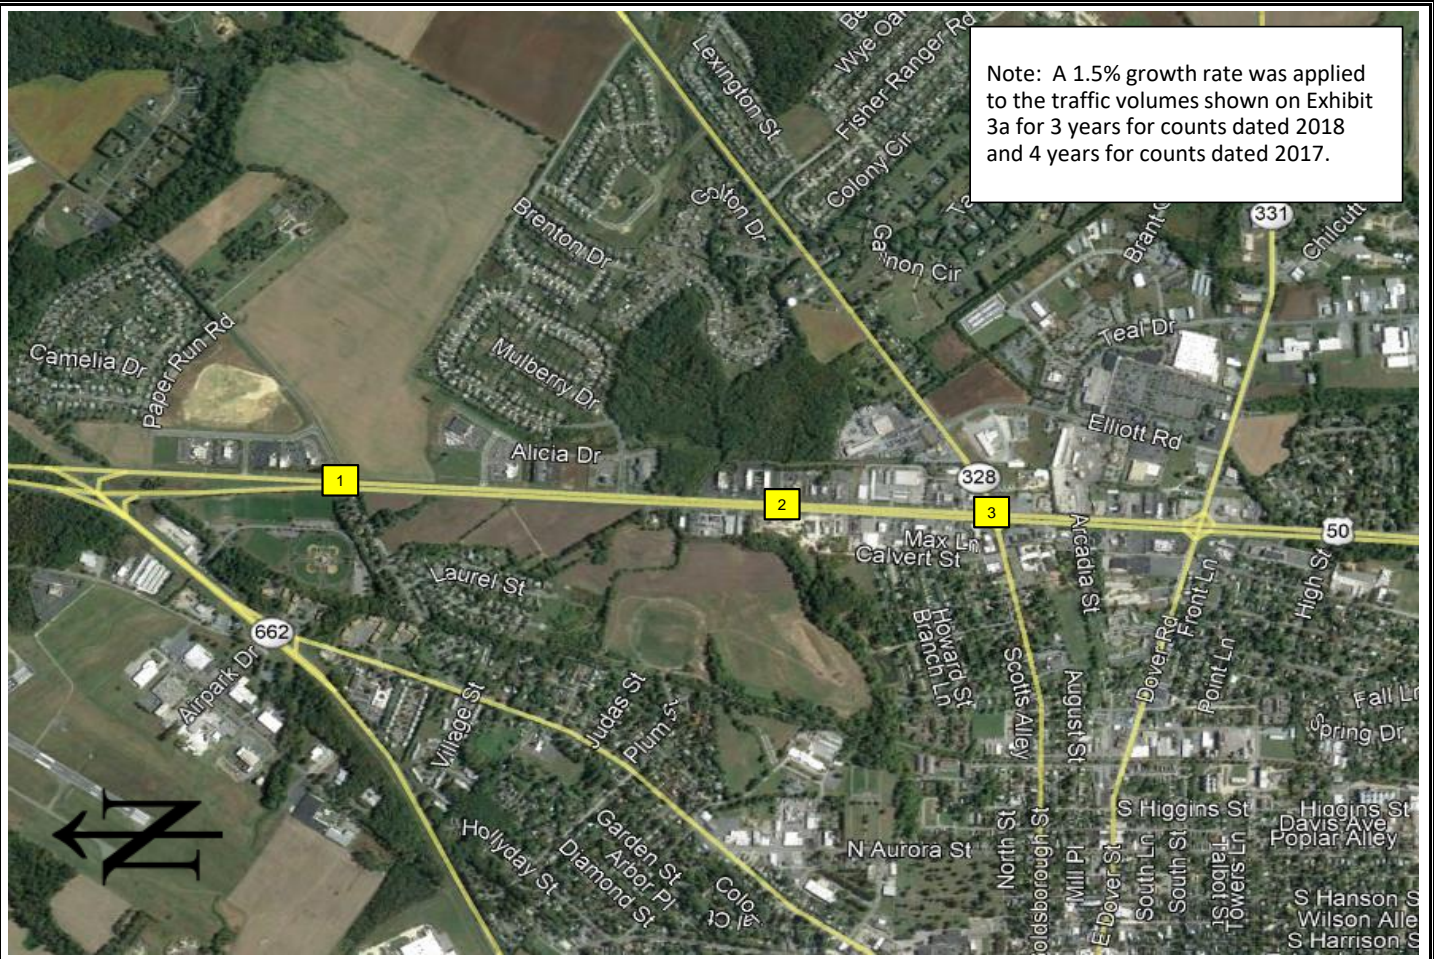 Note: A 1.5% growth rate was applied
to the traffic volumes shown on Exhibit
3a for 3 years for counts dated 2018
and 4 years for counts dated 2017.
Lexington St
Fisher Ranger Rd
Colony Cir
331
Brenton Dr
Teal Dr
Camelia Dr
Paper Run Rd
Mulberry Dr
Elliott Rd
Alicia Dr
328
1
2
3
50
Max Ln
Calvert St
Arcadia St
High St
Laurel St
Front Ln
Howard St
Branch Ln
662
Airpark Dr
Scotts Alley
August St
Dover Rd
Point Ln
Village St
Judas St
Plum St
Spring Dr
N
S Higgins St
Higgins St
Davis Ave
Poplar Alley
Hollyday St
Garden St
Arbor Pl
Diamond St
N Aurora St
North St
Mill Pl
E Dover St
South Ln
South St
Talbot St
Towers Ln
Wilson Alle